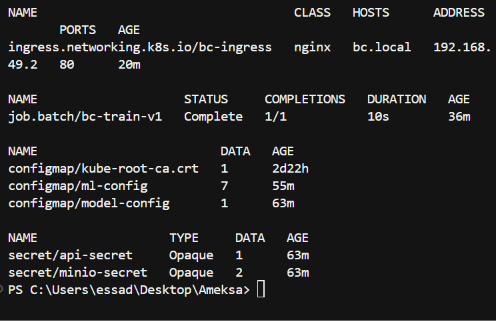 NAME CLASS HOSTS ADDRESS
PORTS AGE
ingress.networking.k8s.io/bc-ingress nginx bc.local 192.168.
49.2 80 20m
NAME STATUS COMPLETIONS DURATION AGE
job.batch/bc-train-v1 Complete 1/1 10s 36m
NAME DATA AGE
configmap/kube-root-ca.crt 1 2d22h
configmap/ml-config 7 55m
configmap/model-config 1 63m
NAME TYPE DATA AGE
secret/api-secret Opaque 1 63m
secret/minio-secret Opaque 2 63m
PS C:\Users\essad\Desktop\Ameksa>